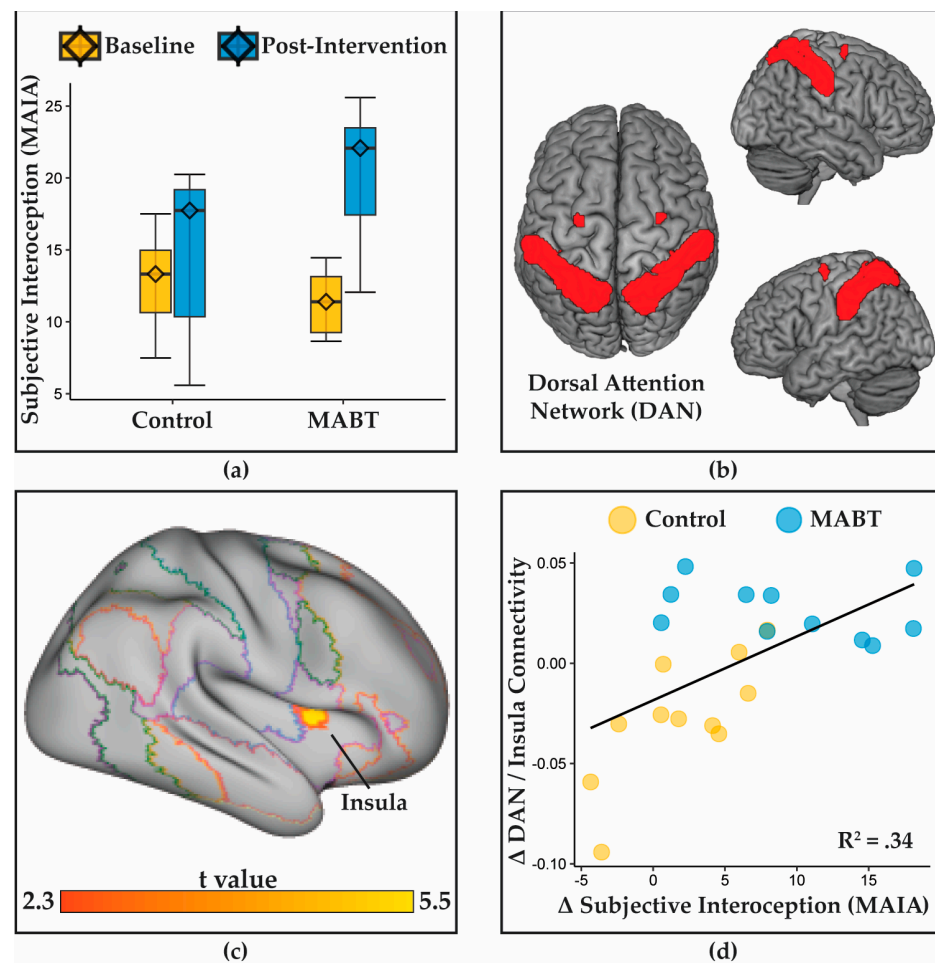 Baseline Post-Intervention
Subjective Interoception (MAIA)
25
20
15
10
5
Control MABT
(a)
Dorsal Attention
Network (DAN)
(b)
Insula
t value
2.3 5.5
(c)
Control MABT
Δ DAN / Insula Connectivity
0.05
0.00
-0.05
-0.10
R² = .34
-5 0 5 10 15
Δ Subjective Interoception (MAIA)
(d)